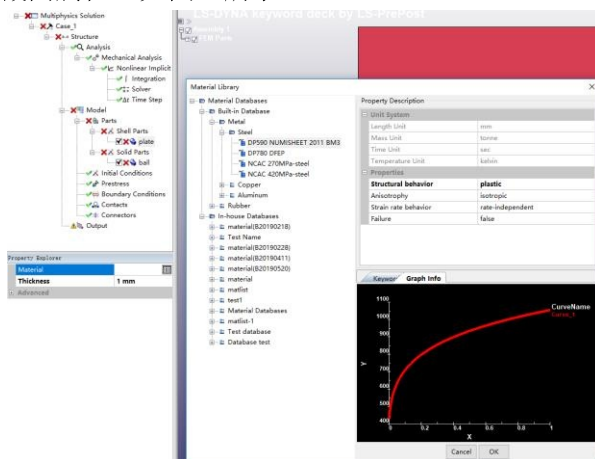 Multiphysics Solution
Case_1
Structure
Analysis
Mechanical Analysis
Nonlinear Implicit
Integration
Solver
Time Step
Model
Parts
Shell Parts
plate
Solid Parts
ball
Initial Conditions
Prestress
Boundary Conditions
Contacts
Connectors
Output
Property Explorer
Material
Thickness 1 mm
Advanced
LS-DYNA keyword deck by LS-PrePost
Assembly 1
FEM Parts
Material Library
Material Databases
Built-in Database
Metal
Steel
DP590 NUMISHEET 2011 BM3
DP780 DFEP
NCAC 270MPa-steel
NCAC 420MPa-steel
Copper
Aluminum
Rubber
In-house Databases
material(B20190218)
Test Name
material(B20190228)
material(B20190411)
material(B20190520)
material
matlist
test1
Material Databases
matlist-1
Test database
Database test
Property Description
Unit System
Length Unit mm
Mass Unit tonne
Time Unit sec
Temperature Unit kelvin
Properties
Structural behavior plastic
Anisotropy isotropic
Strain rate behavior rate-independent
Failure false
Keywor Graph Info
CurveName
Curve_1
1100
1000
900
800
700
600
500
400
Y
0 0.2 0.4 0.6 0.8 1
X
Cancel OK